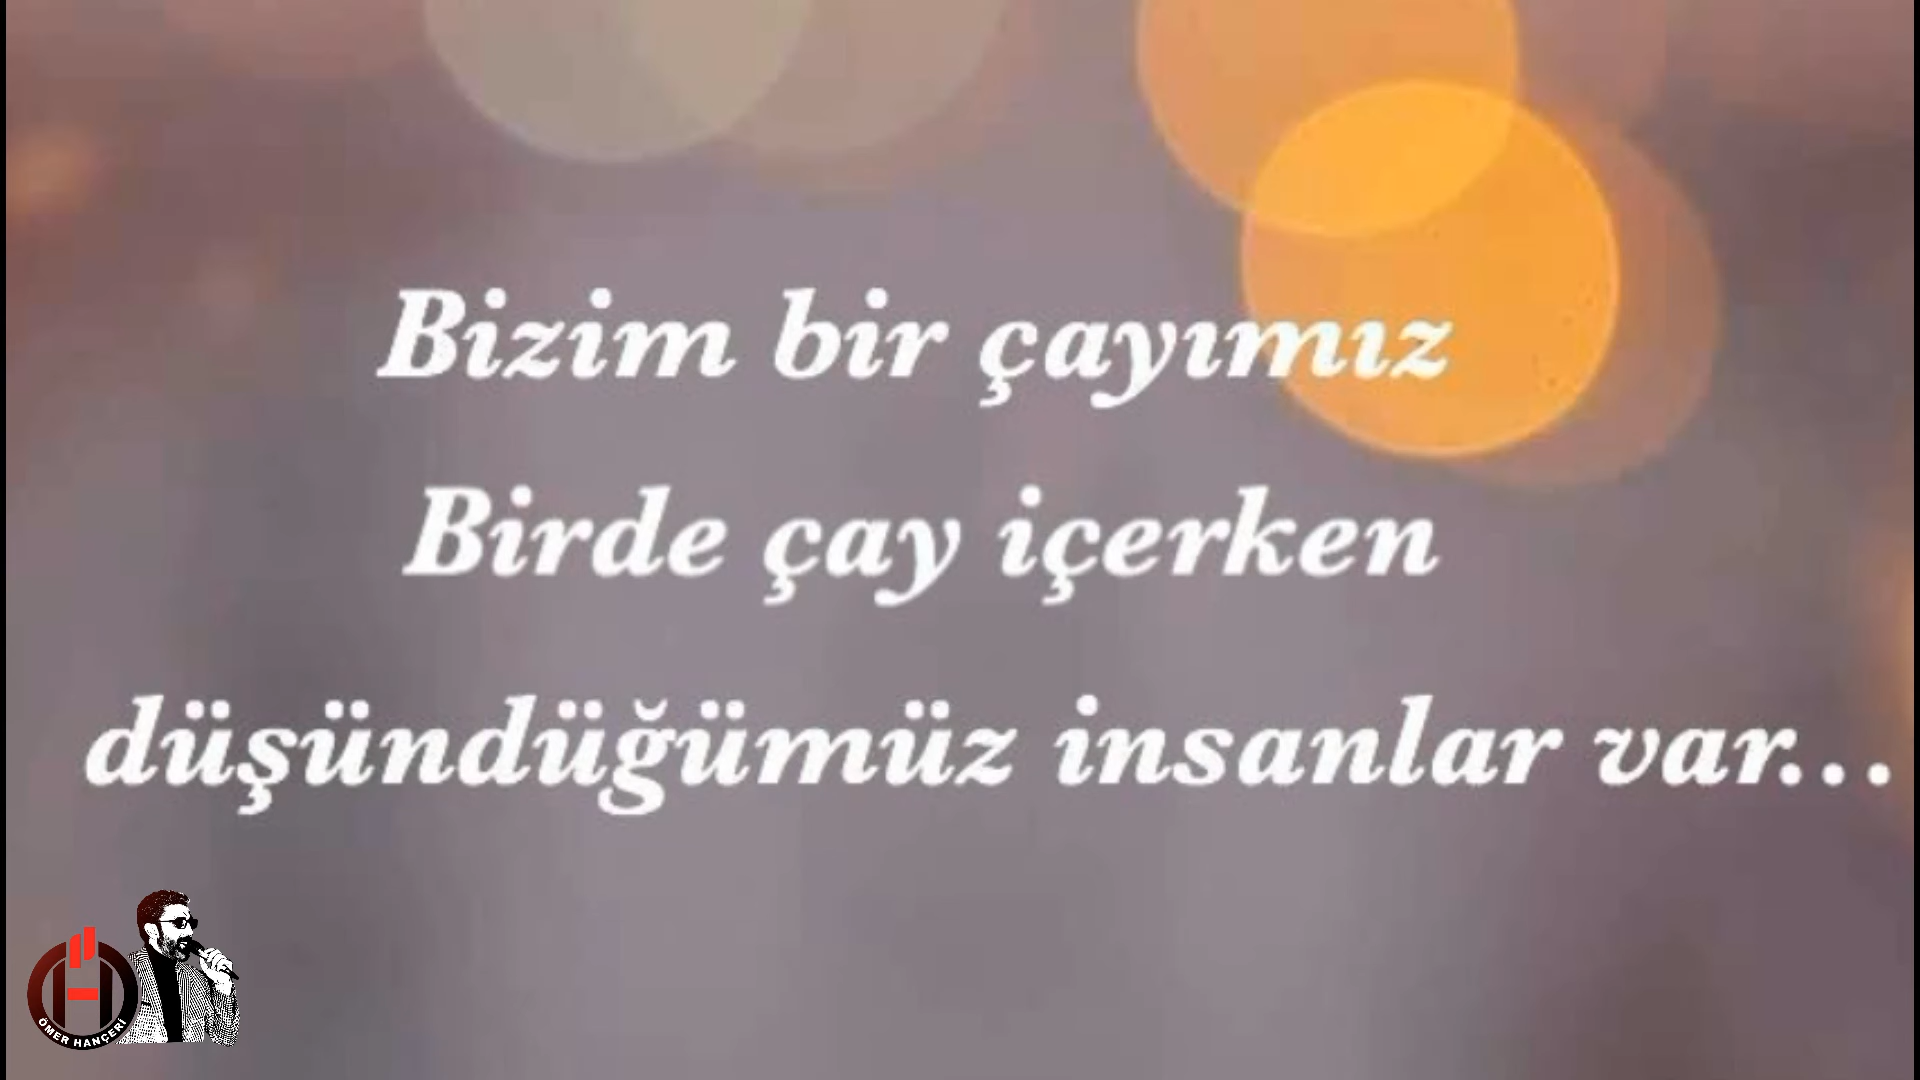 Bizim bir çayımız
Birde çay içerken
düşündüğümüz insanlar var...
ÖMER HANÇERİ